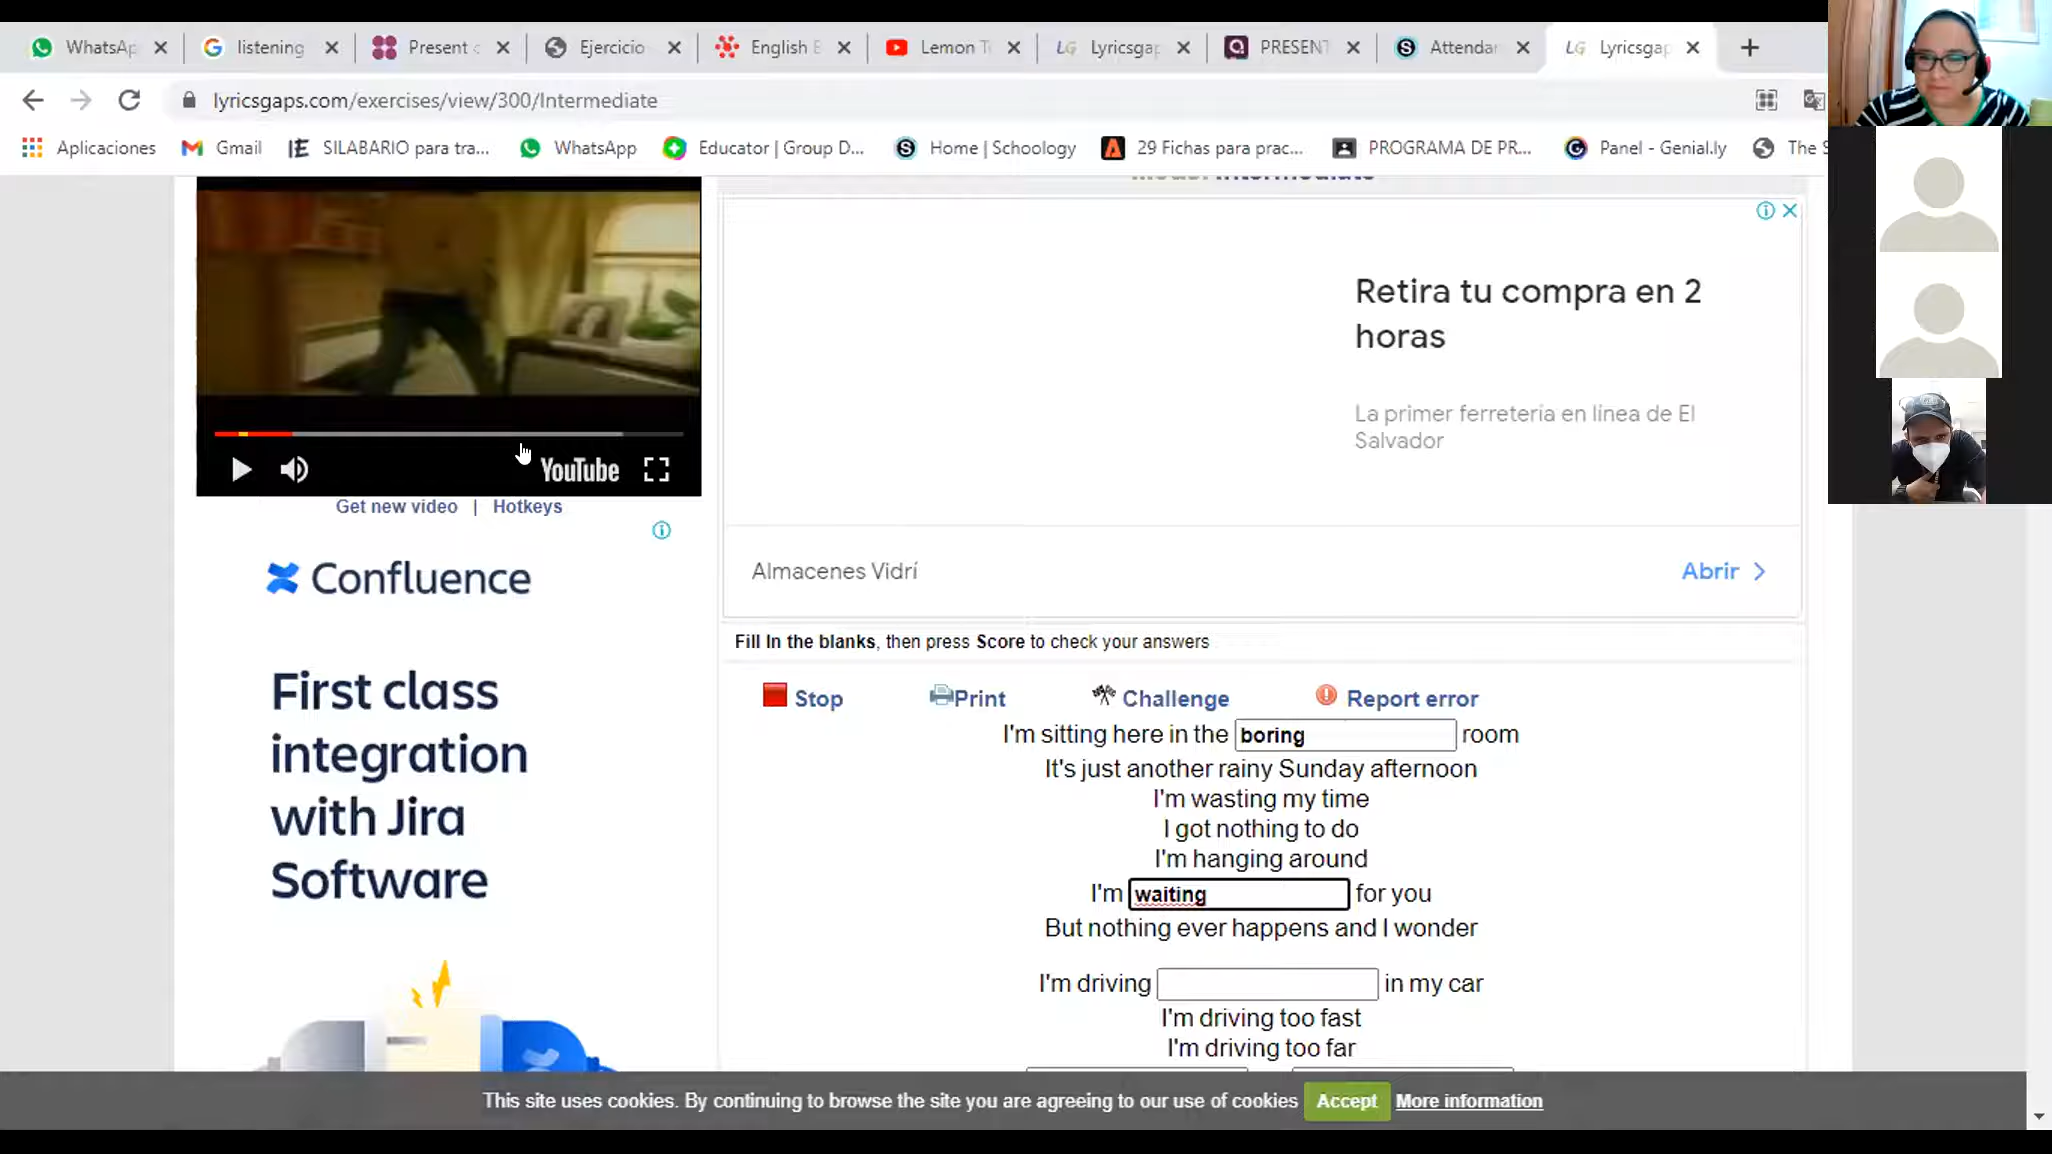 WhatsAp
listening
Present c
Ejercicio
English E
Lemon T
LG Lyricsgap
PRESENT
Attendan
LG Lyricsgap
lyricsgaps.com/exercises/view/300/Intermediate
Aplicaciones
Gmail
SILABARIO para tra...
WhatsApp
Educator | Group D...
Home | Schoology
29 Fichas para prac...
PROGRAMA DE PR...
Panel - Genial.ly
The S
YouTube
Get new video | Hotkeys
Confluence
First class
integration
with Jira
Software
Retira tu compra en 2
horas
La primer ferretería en línea de El
Salvador
Almacenes Vidrí
Abrir
Fill In the blanks, then press Score to check your answers
Stop
Print
Challenge
Report error
I'm sitting here in the boring room
It's just another rainy Sunday afternoon
I'm wasting my time
I got nothing to do
I'm hanging around
I'm waiting for you
But nothing ever happens and I wonder
I'm driving in my car
I'm driving too fast
I'm driving too far
This site uses cookies. By continuing to browse the site you are agreeing to our use of cookies Accept More information